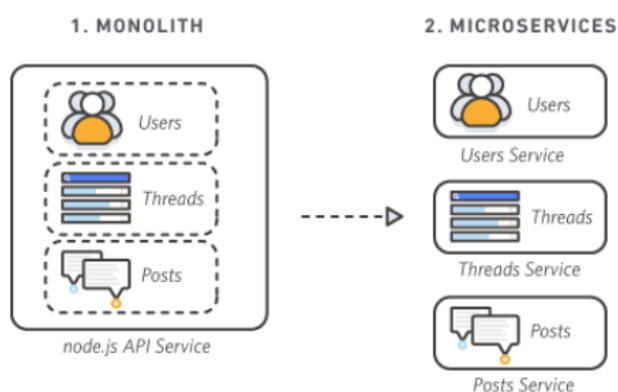 1. MONOLITH
Users
Threads
Posts
node.js API Service
2. MICROSERVICES
Users
Users Service
Threads
Threads Service
Posts
Posts Service